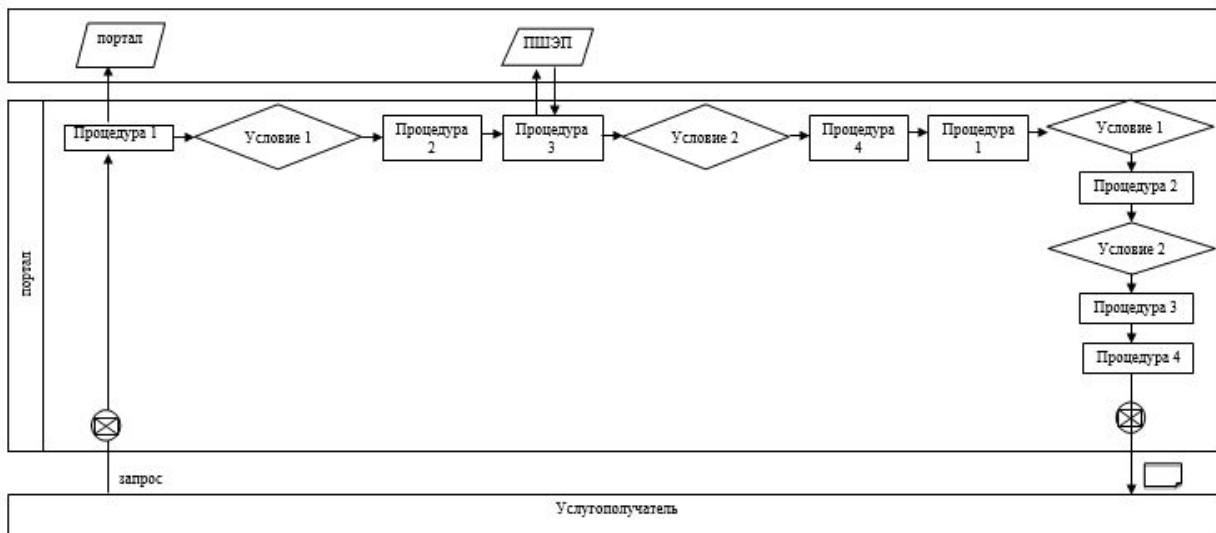 портал
ПШЭП
Процедура 1
Условие 1
Процедура
2
Процедура
3
Условие 2
Процедура
4
Процедура
1
Условие 1
Процедура 2
Условие 2
Процедура 3
Процедура 4
портал
запрос
Услугополучатель